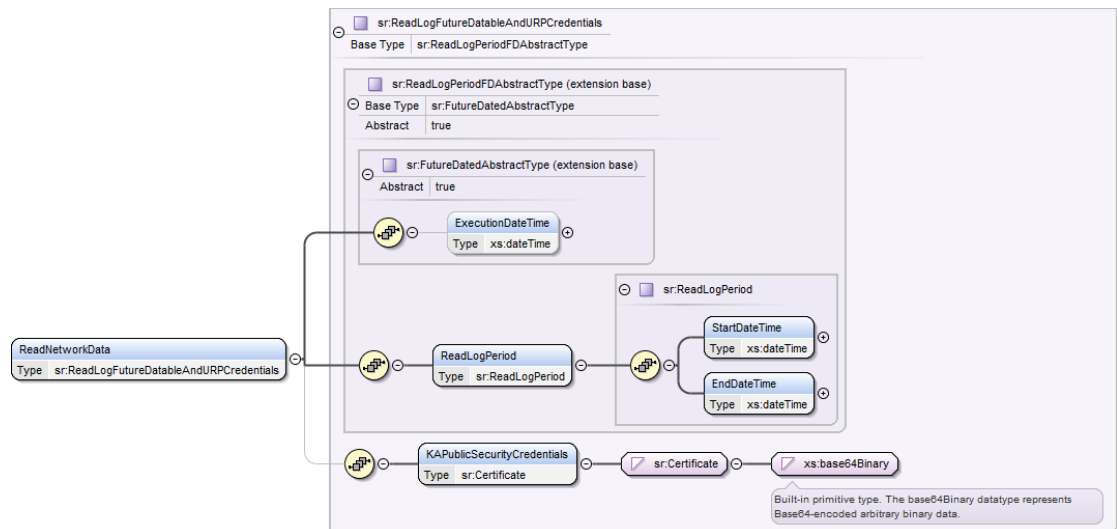 sr:ReadLogFutureDatableAndURPCredentials
Base Type sr:ReadLogPeriodFDAbstractType
sr:ReadLogPeriodFDAbstractType (extension base)
Base Type sr:FutureDatedAbstractType
Abstract true
sr:FutureDatedAbstractType (extension base)
Abstract true
ExecutionDateTime
Type xs:dateTime
sr:ReadLogPeriod
StartDateTime
Type xs:dateTime
ReadNetworkData
Type sr:ReadLogFutureDatableAndURPCredentials
ReadLogPeriod
Type sr:ReadLogPeriod
EndDateTime
Type xs:dateTime
KAPublicSecurityCredentials
Type sr:Certificate
sr:Certificate
xs:base64Binary
Built-in primitive type. The base64Binary datatype represents
Base64-encoded arbitrary binary data.